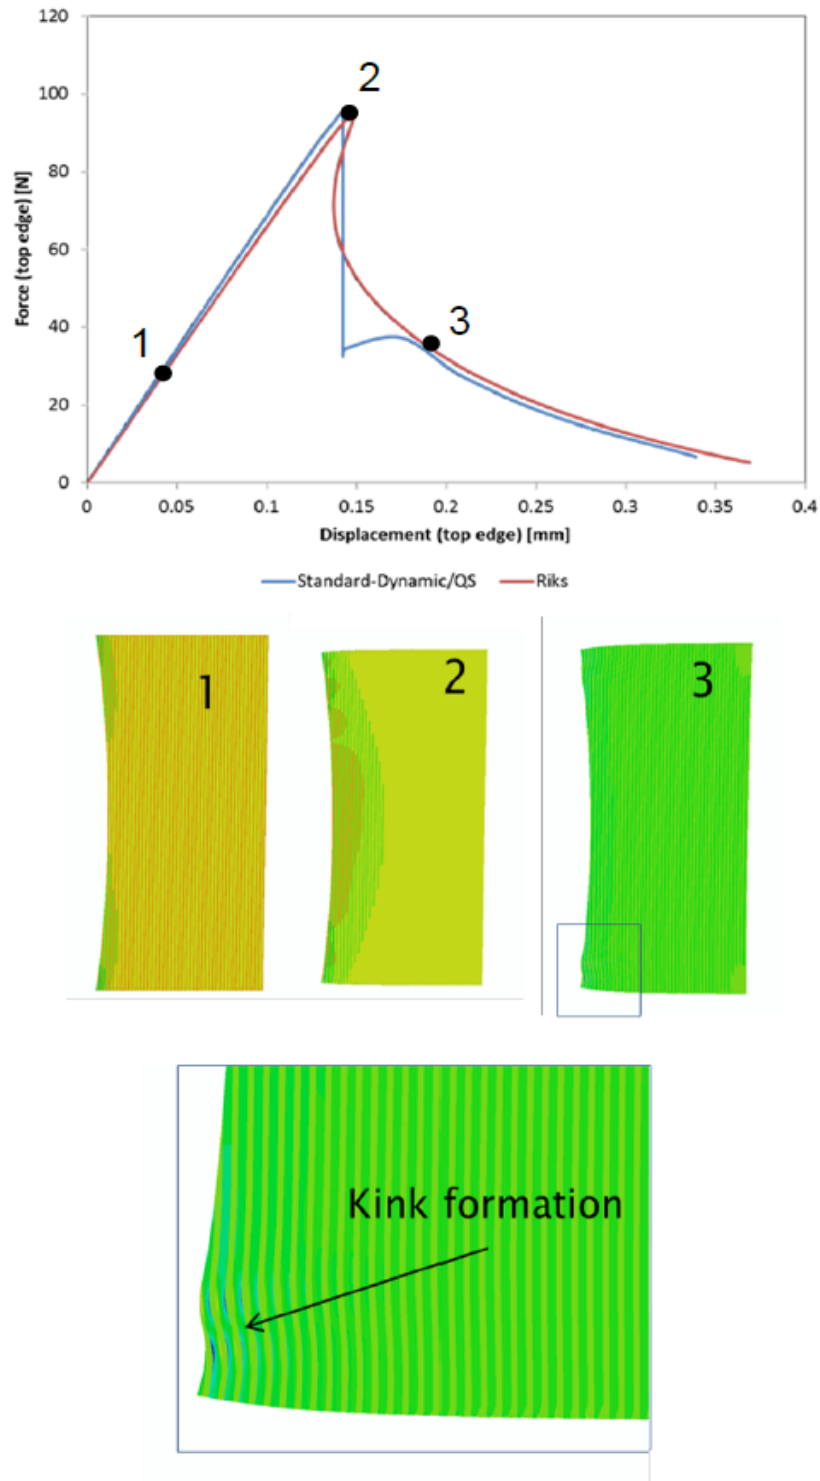 120
100
80
60
40
20
0
Force (top edge) [N]
1
2
3
0 0.05 0.1 0.15 0.2 0.25 0.3 0.35 0.4
Displacement (top edge) [mm]
Standard-Dynamic/QS Riks
1 2 3
Kink formation